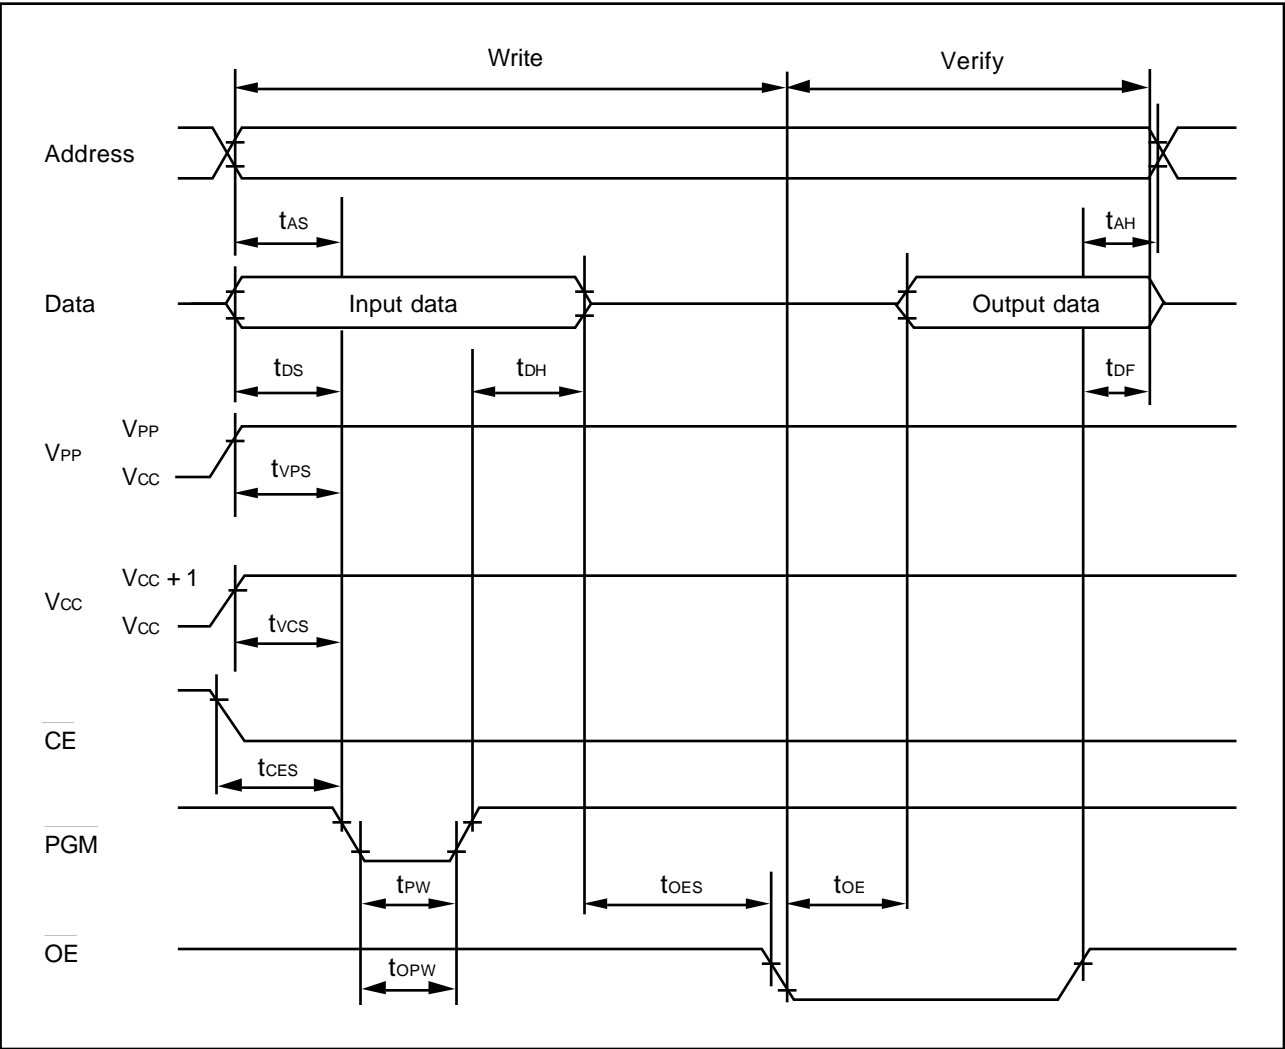 Write
Verify
Address
tAS
tAH
Data
Input data
Output data
tDS
tDH
tDF
VPP
VPP
VCC
tVPS
VCC
VCC + 1
VCC
tVCS
CE
tCES
PGM
tPW
tOES
tOE
OE
tOPW